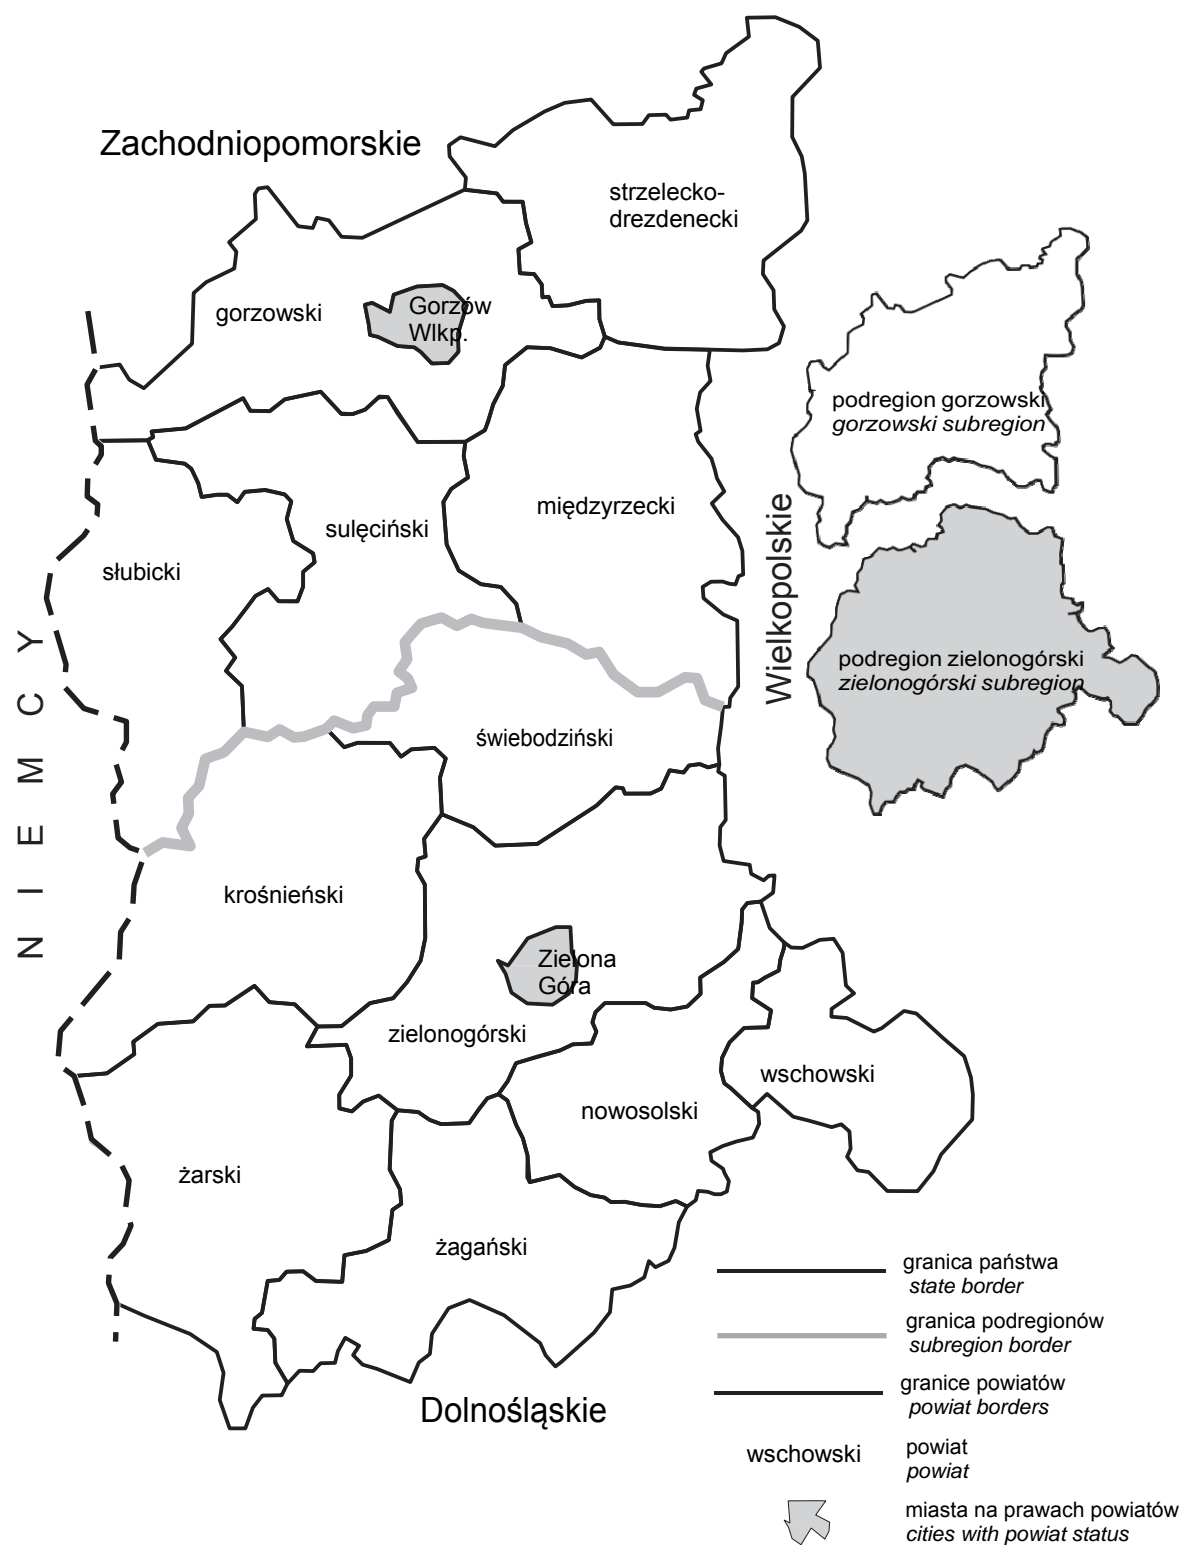 Zachodniopomorskie
strzelecko-
drezdenecki
gorzowski
Gorzów
Wlkp.
podregion gorzowski
gorzowski subregion
międzyrzecki
sulęciński
słubicki
Wielkopolskie
NIEMCY
podregion zielonogórski
zielonogórski subregion
świebodziński
krośnieński
Zielona
Góra
zielonogórski
wschowski
nowosolski
żarski
żagański
Dolnośląskie
granica państwa
state border
granica podregionów
subregion border
granice powiatów
powiat borders
wschowski
powiat
powiat
miasta na prawach powiatów
cities with powiat status